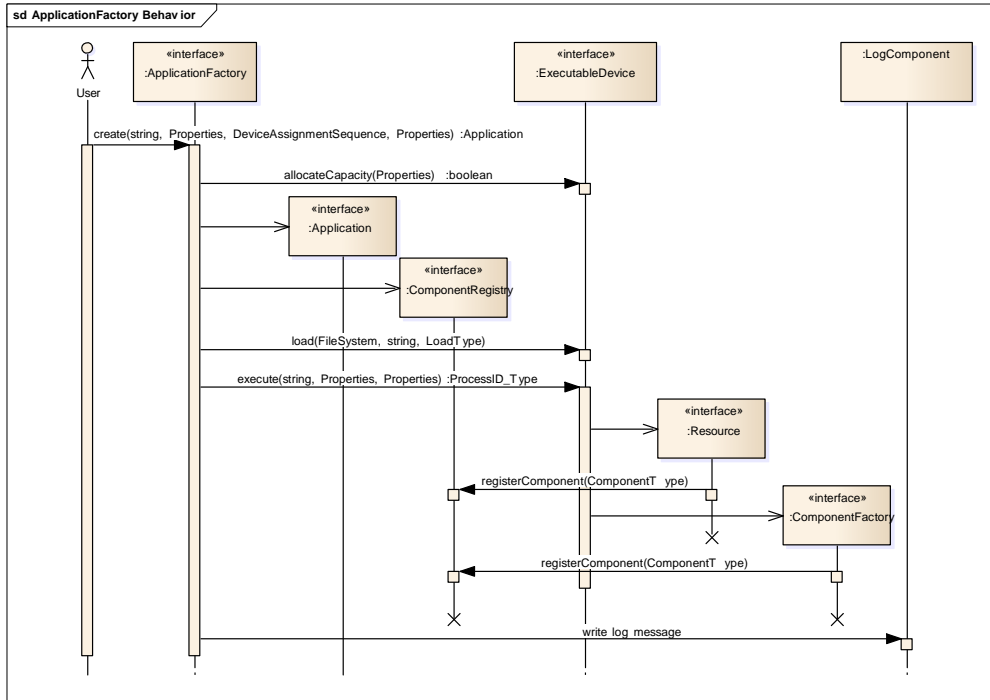 sd ApplicationFactory Behavior
«interface»
:ApplicationFactory
«interface»
:ExecutableDevice
:LogComponent
User
create(string, Properties, DeviceAssignmentSequence, Properties) :Application
allocateCapacity(Properties) :boolean
«interface»
:Application
«interface»
:ComponentRegistry
load(FileSystem, string, LoadType)
execute(string, Properties, Properties) :ProcessID_Type
«interface»
:Resource
registerComponent(ComponentT ype)
«interface»
:ComponentFactory
registerComponent(ComponentT ype)
write log message